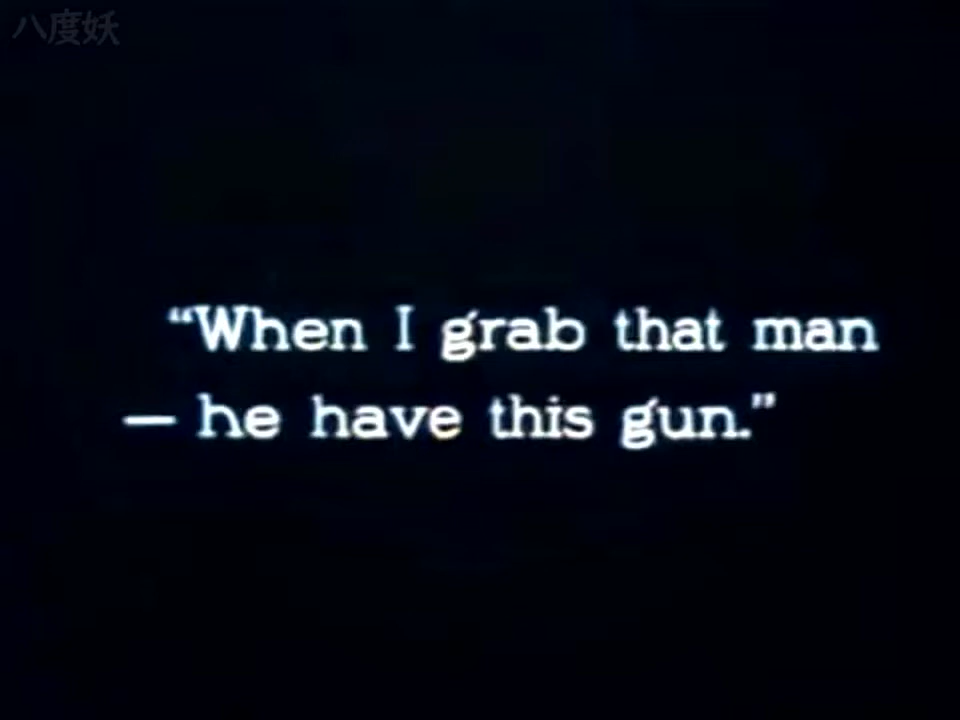 八度妖
“When I grab that man
— he have this gun.”